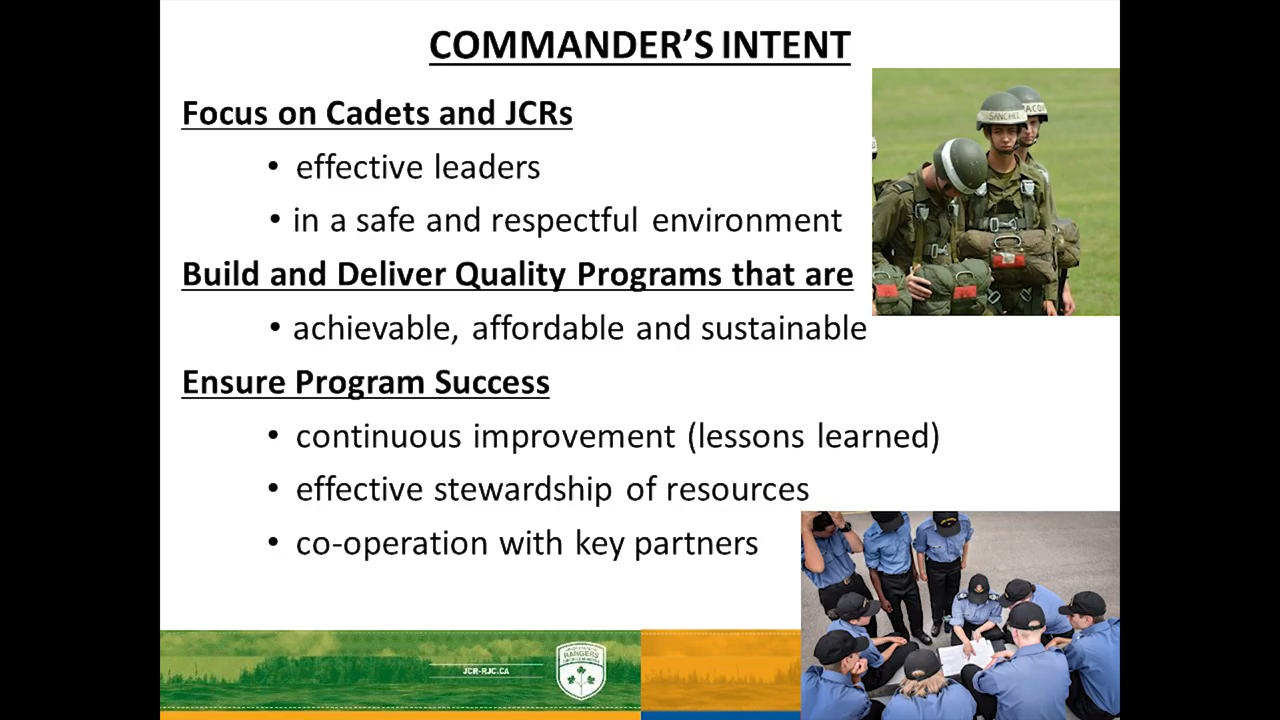 COMMANDER’S INTENT
Focus on Cadets and JCRs
• effective leaders
• in a safe and respectful environment
Build and Deliver Quality Programs that are
• achievable, affordable and sustainable
Ensure Program Success
• continuous improvement (lessons learned)
• effective stewardship of resources
• co-operation with key partners
SANCHEZ
JCR-RJC.CA
RANGERS